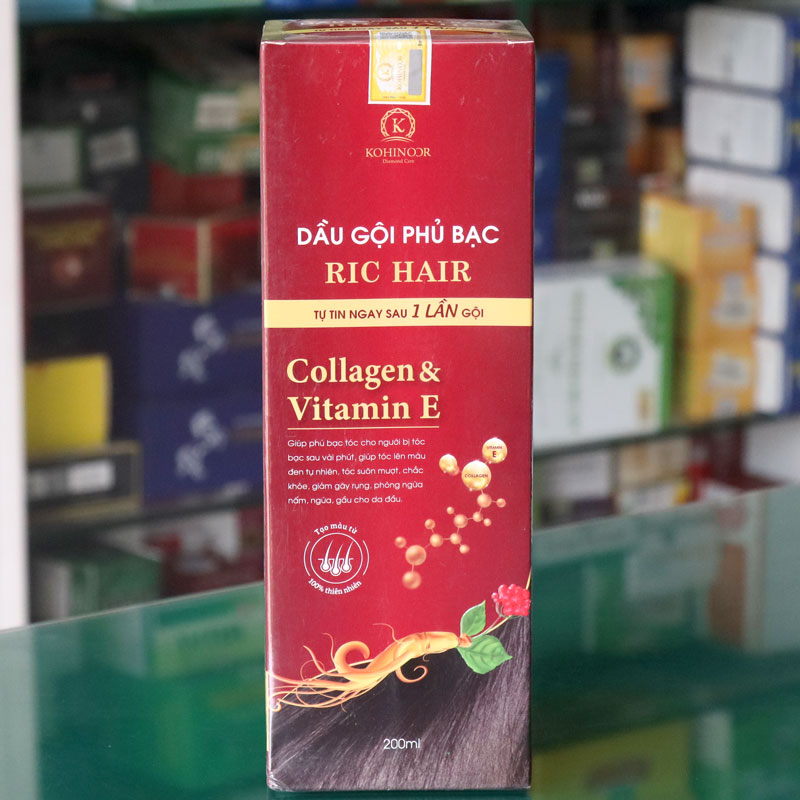 KOHINOOR
K
KOHINOOR
Diamond Care
DẦU GỘI PHỦ BẠC
RIC HAIR
TỰ TIN NGAY SAU 1 LẦN GỘI
Collagen &
Vitamin E
Giúp phủ bạc tóc cho người bị tóc
bạc sau vài phút, giúp tóc lên màu
đen tự nhiên, tóc suôn mượt, chắc
khỏe, giảm gãy rụng, phòng ngừa
nấm, ngứa, gầu cho da đầu.
VITAMIN
E
COLLAGEN
Tạo màu từ
100% thiên nhiên
200ml